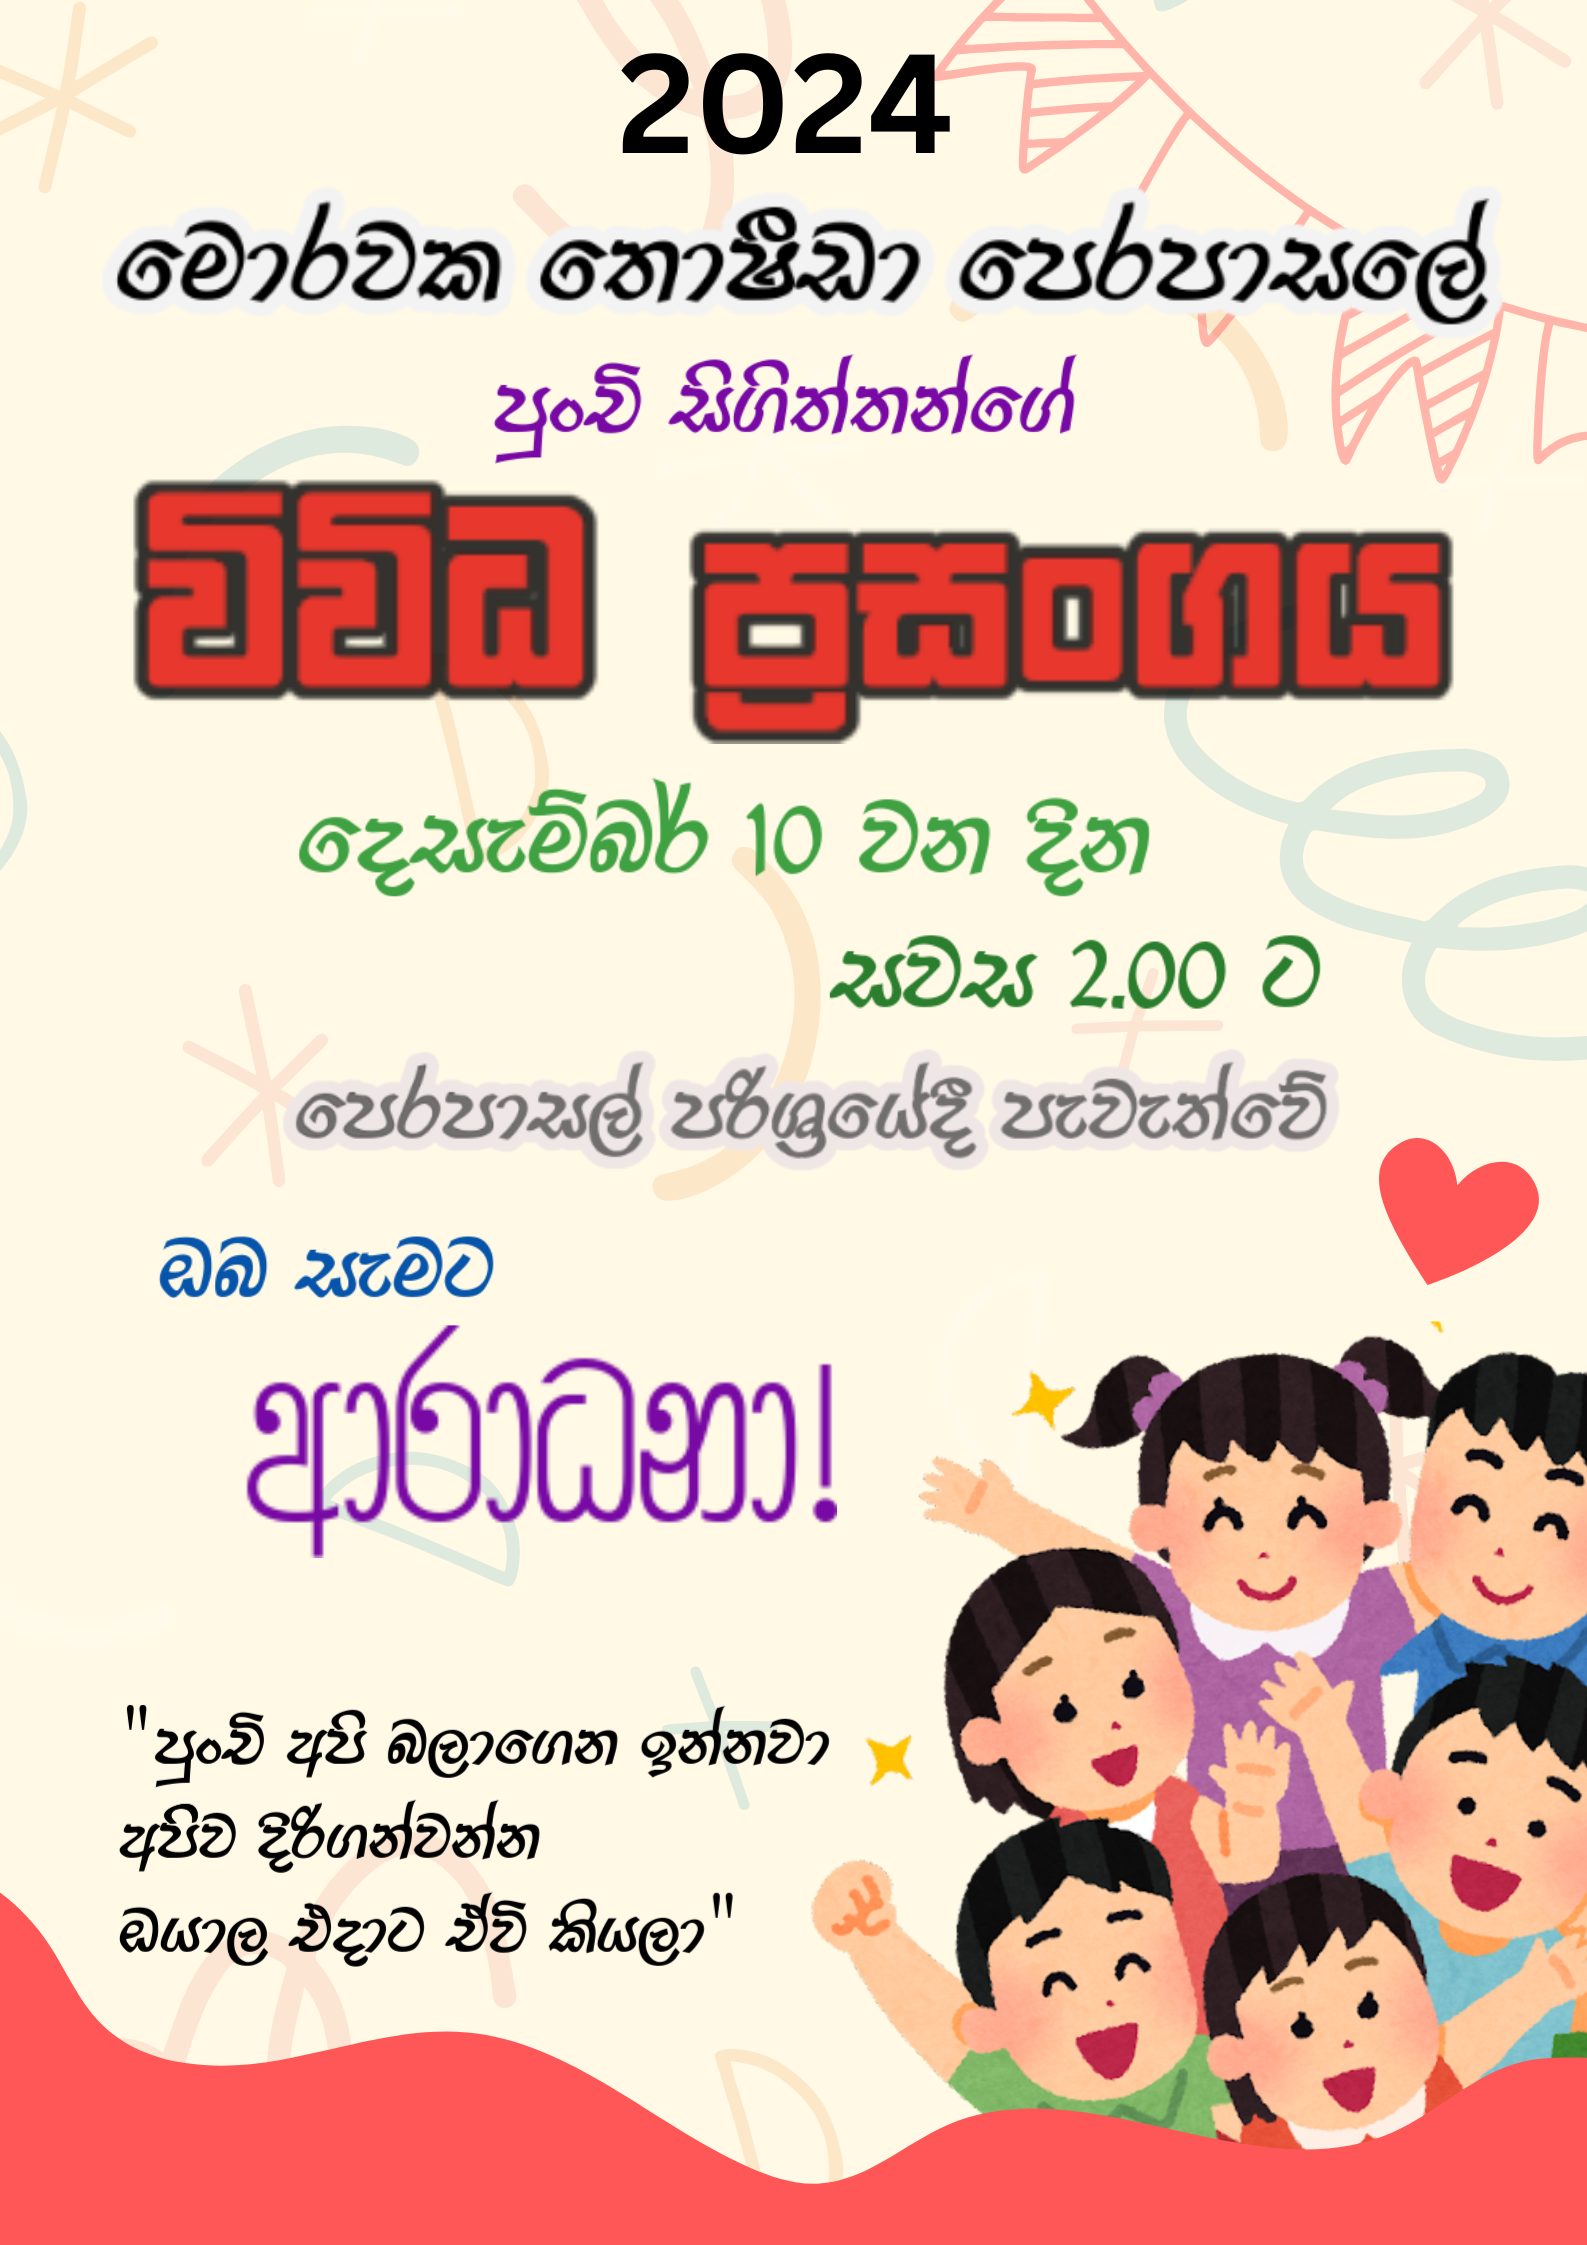 2024
මොරවක තොෂීඩා පෙරපාසලේ
පුංචි සිගිත්තන්ගේ
විවිධ ප්‍රසංගය
දෙසැම්බර් 10 වන දින
සවස 2.00 ට
පෙරපාසල් පරිශ්‍රයේදී පැවැත්වේ
ඔබ සැමට
ආරාධනා!
"පුංචි අපි බලාගෙන ඉන්නවා
අපිව දිරිගන්වන්න
ඔයාල එදාට ඒවි කියලා"